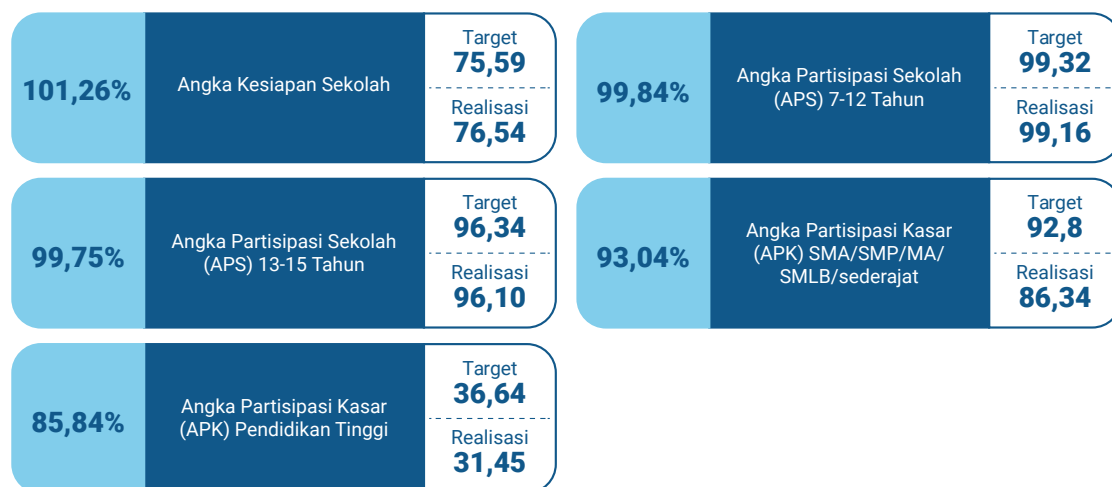 101,26%
Angka Kesiapan Sekolah
Target
75,59
Realisasi
76,54
99,84%
Angka Partisipasi Sekolah
(APS) 7-12 Tahun
Target
99,32
Realisasi
99,16
99,75%
Angka Partisipasi Sekolah
(APS) 13-15 Tahun
Target
96,34
Realisasi
96,10
93,04%
Angka Partisipasi Kasar
(APK) SMA/SMP/MA/
SMLB/sederajat
Target
92,8
Realisasi
86,34
85,84%
Angka Partisipasi Kasar
(APK) Pendidikan Tinggi
Target
36,64
Realisasi
31,45